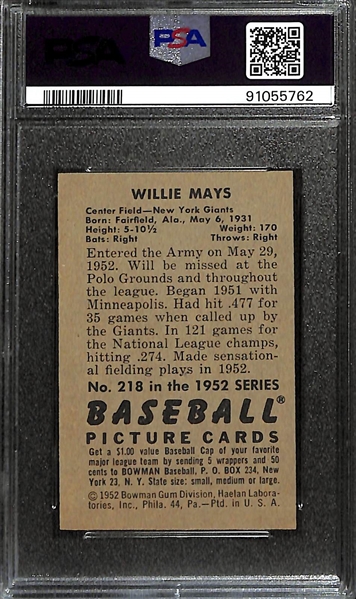 PSA
91055762
WILLIE MAYS
Center Field—New York Giants
Born: Fairfield, Ala., May 6, 1931
Height: 5-10½ Weight: 170
Bats: Right Throws: Right
Entered the Army on May 29,
1952. Will be missed at the
Polo Grounds and throughout
the league. Began 1951 with
Minneapolis. Had hit .477 for
35 games when called up by
the Giants. In 121 games for
the National League champs,
hitting .274. Made sensation-
al fielding plays in 1952.
No. 218 in the 1952 SERIES
BASEBALL®
PICTURE CARDS
Get a $1.00 value Baseball Cap of your favorite
major league team by sending 5 wrappers and 50
cents to BOWMAN Baseball, P. O. BOX 234, New
York 23, N. Y. State size: small, medium or large.
© 1952 Bowman Gum Division, Haelan Labora-
tories, Inc., Phila. 44, Pa.—Ptd. in U. S. A.